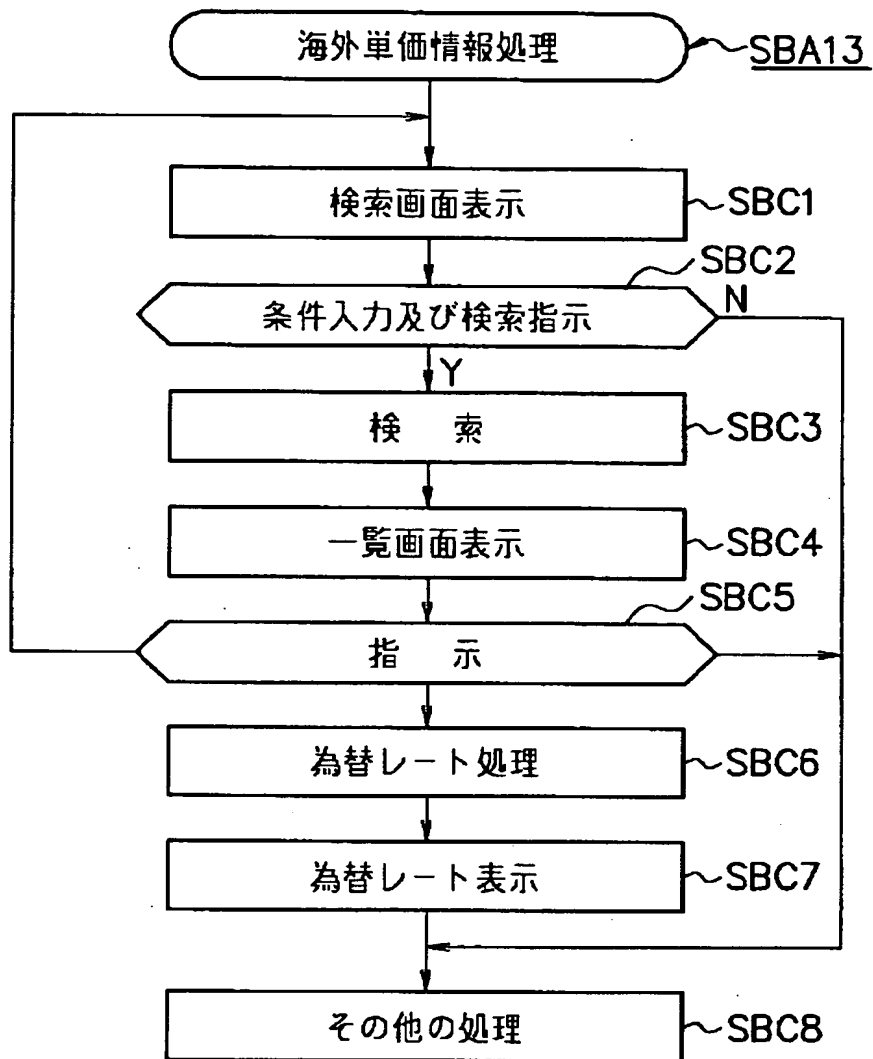 海外単価情報処理 SBA13
検索画面表示 SBC1
SBC2
条件入力及び検索指示 N
Y
検 索 SBC3
一覧画面表示 SBC4
SBC5
指 示
為替レート処理 SBC6
為替レート表示 SBC7
その他の処理 SBC8